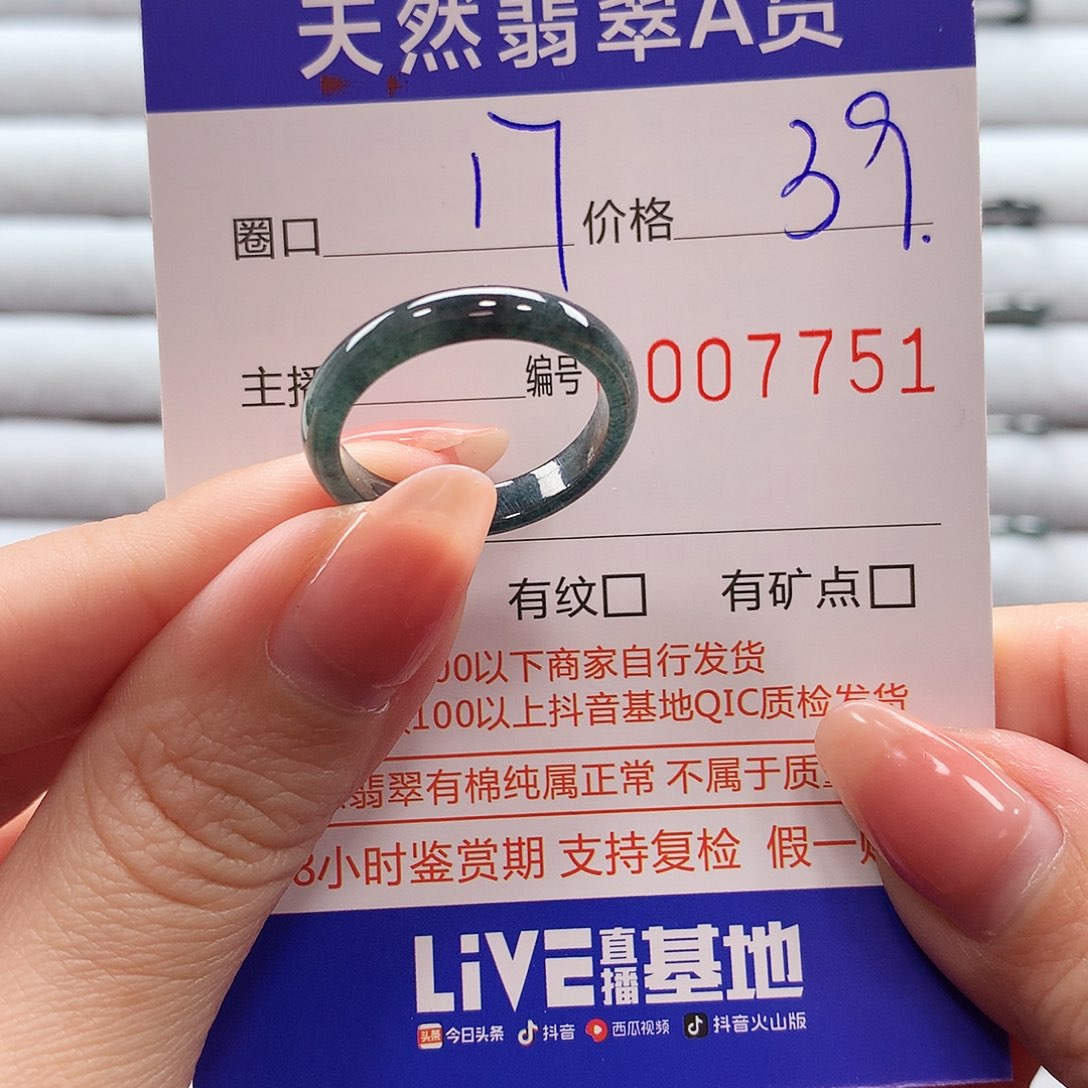 天然翡翠A货
圈口 17 价格 39.
主播 编号 007751
有纹□ 有矿点□
00以下商家自行发货
100以上抖音基地QIC质检发货
翡翠有棉纯属正常 不属于质
8小时鉴赏期 支持复检 假一
LiVE直播基地
头条 今日头条 抖音 西瓜视频 抖音火山版